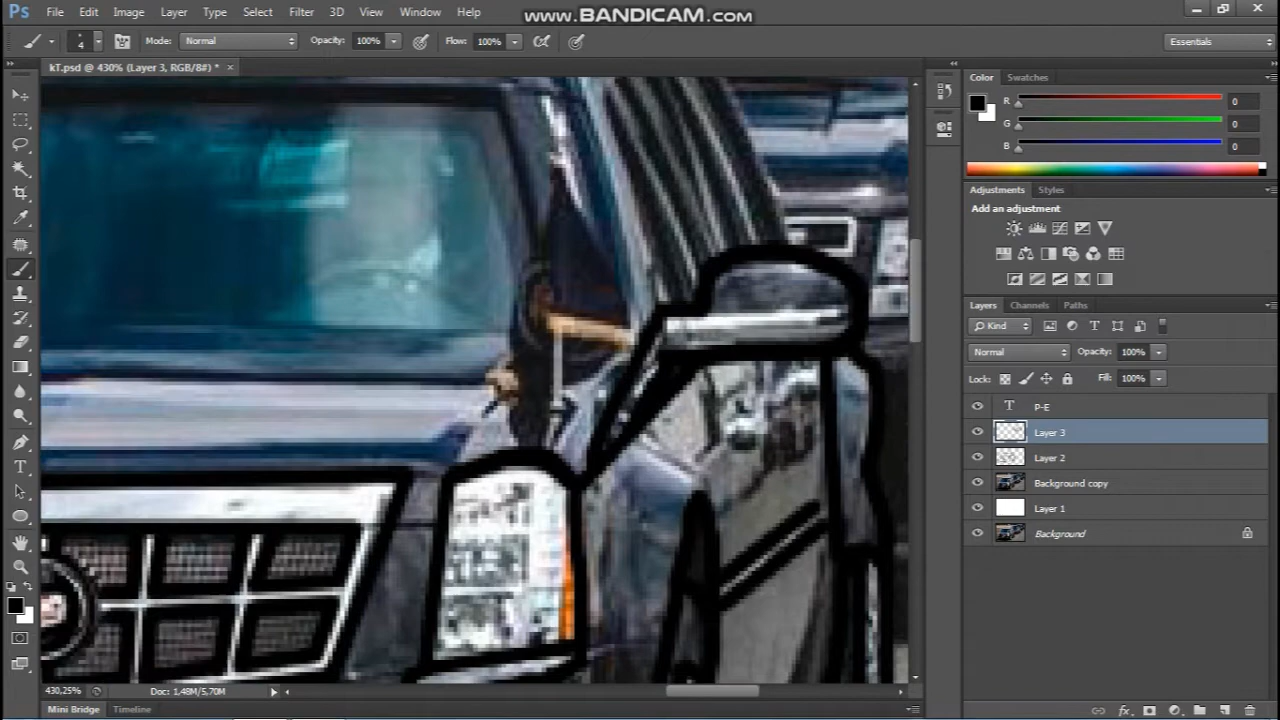 Ps File Edit Image Layer Type Select Filter 3D View Window Help
www.BANDICAM.com
4 Mode: Normal Opacity: 100% Flow: 100% Essentials
kT.psd @ 430% (Layer 3, RGB/8#) * ×
Color Swatches
R 0
G 0
B 0
Adjustments Styles
Add an adjustment
Layers Channels Paths
Kind
Normal Opacity: 100%
Lock: Fill: 100%
T P-E
Layer 3
Layer 2
Background copy
Layer 1
Background
430,25% Doc: 1.48M/5,70M
Mini Bridge Timeline